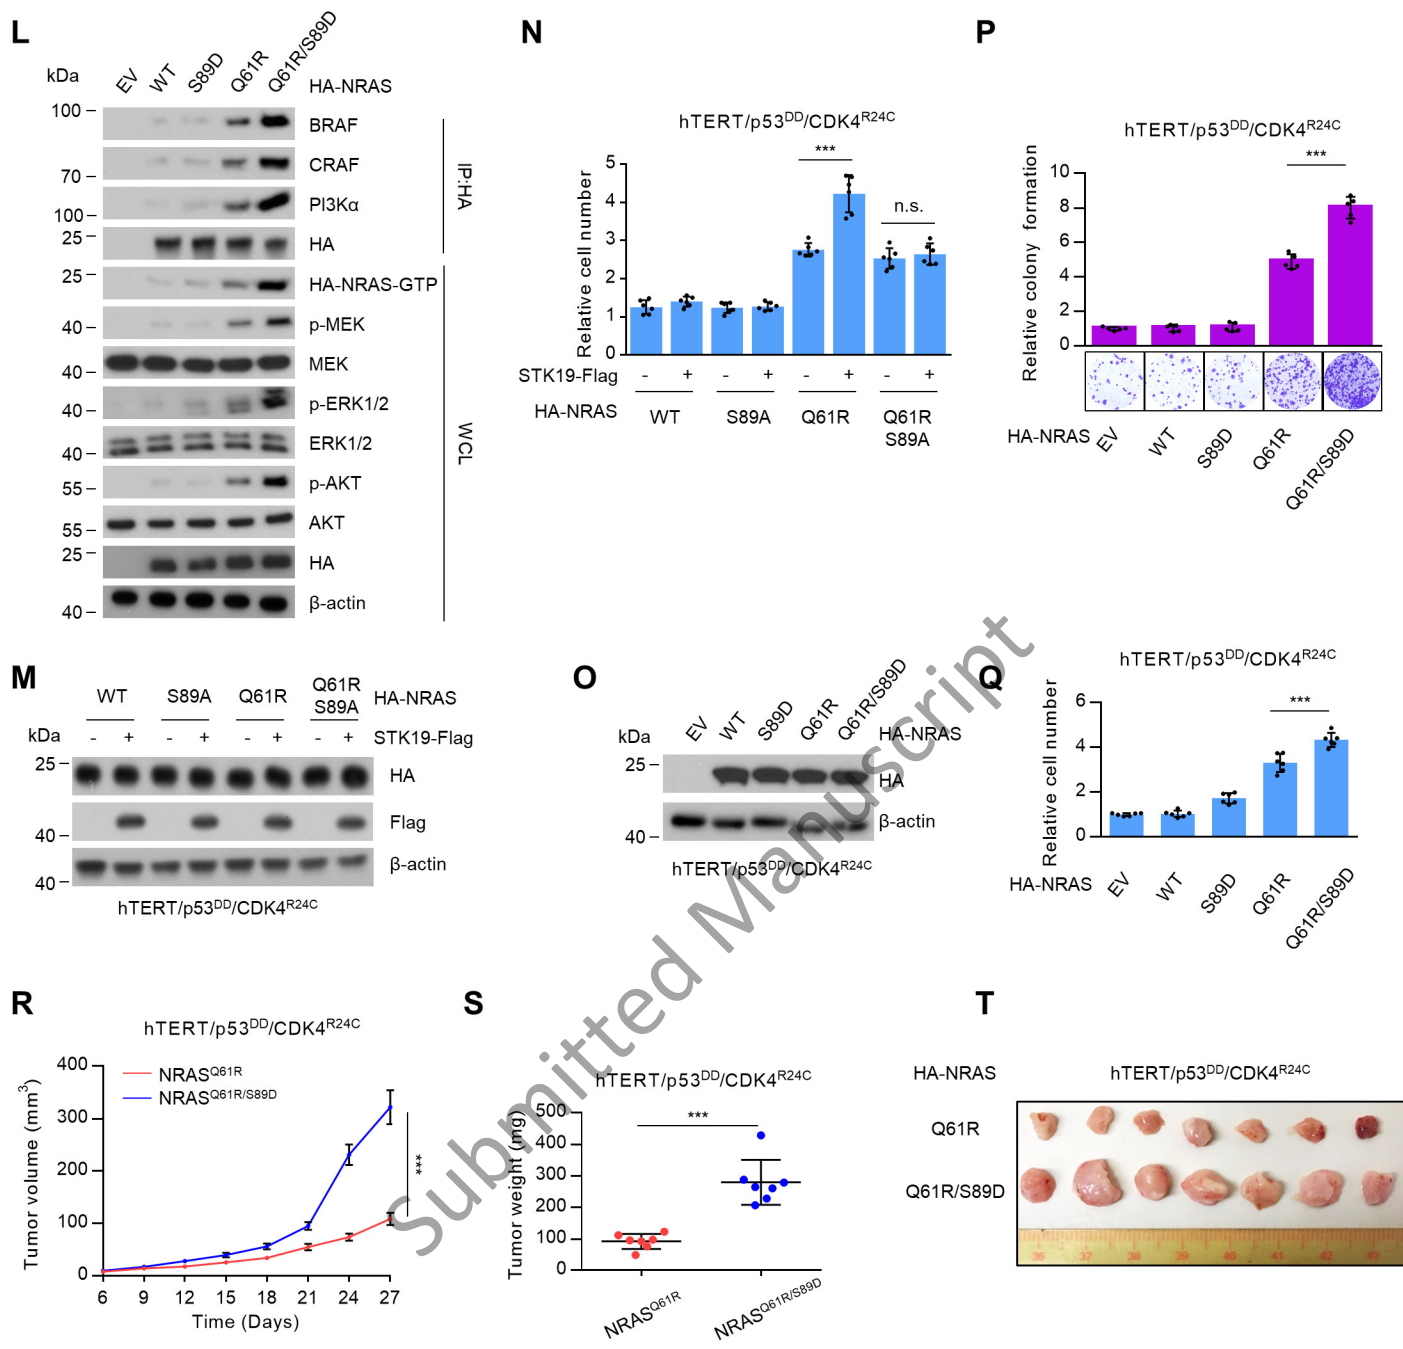 L
kDa
EV
WT
S89D
Q61R
Q61R/S89D
HA-NRAS
100
70
100
25
25
40
40
40
40
55
55
25
40
BRAF
CRAF
PI3Kα
HA
HA-NRAS-GTP
p-MEK
MEK
p-ERK1/2
ERK1/2
p-AKT
AKT
HA
β-actin
IP:HA
WCL
N
hTERT/p53DD/CDK4R24C
Relative cell number
5
4
3
2
1
0
***
n.s.
STK19-Flag - + - + - + - +
HA-NRAS WT S89A Q61R Q61R
S89A
P
hTERT/p53DD/CDK4R24C
Relative colony formation
10
8
6
4
2
0
***
HA-NRAS EV WT S89D Q61R Q61R/S89D
M
WT S89A Q61R Q61R
S89A
HA-NRAS
kDa - + - + - + - + STK19-Flag
25 HA
40 Flag
40 β-actin
hTERT/p53DD/CDK4R24C
O
EV WT S89D Q61R Q61R/S89D
kDa HA-NRAS
25 HA
40 β-actin
hTERT/p53DD/CDK4R24C
Q
hTERT/p53DD/CDK4R24C
Relative cell number
6
4
2
0
***
HA-NRAS EV WT S89D Q61R Q61R/S89D
R
hTERT/p53DD/CDK4R24C
NRASQ61R
NRASQ61R/S89D
Tumor volume (mm3)
400
300
200
100
0
***
6 9 12 15 18 21 24 27
Time (Days)
S
hTERT/p53DD/CDK4R24C
Tumor weight (mg)
500
400
300
200
100
0
***
NRASQ61R NRASQ61R/S89D
T
HA-NRAS hTERT/p53DD/CDK4R24C
Q61R
Q61R/S89D
36 37 38 39 40 41 42 43
Submitted Manuscript